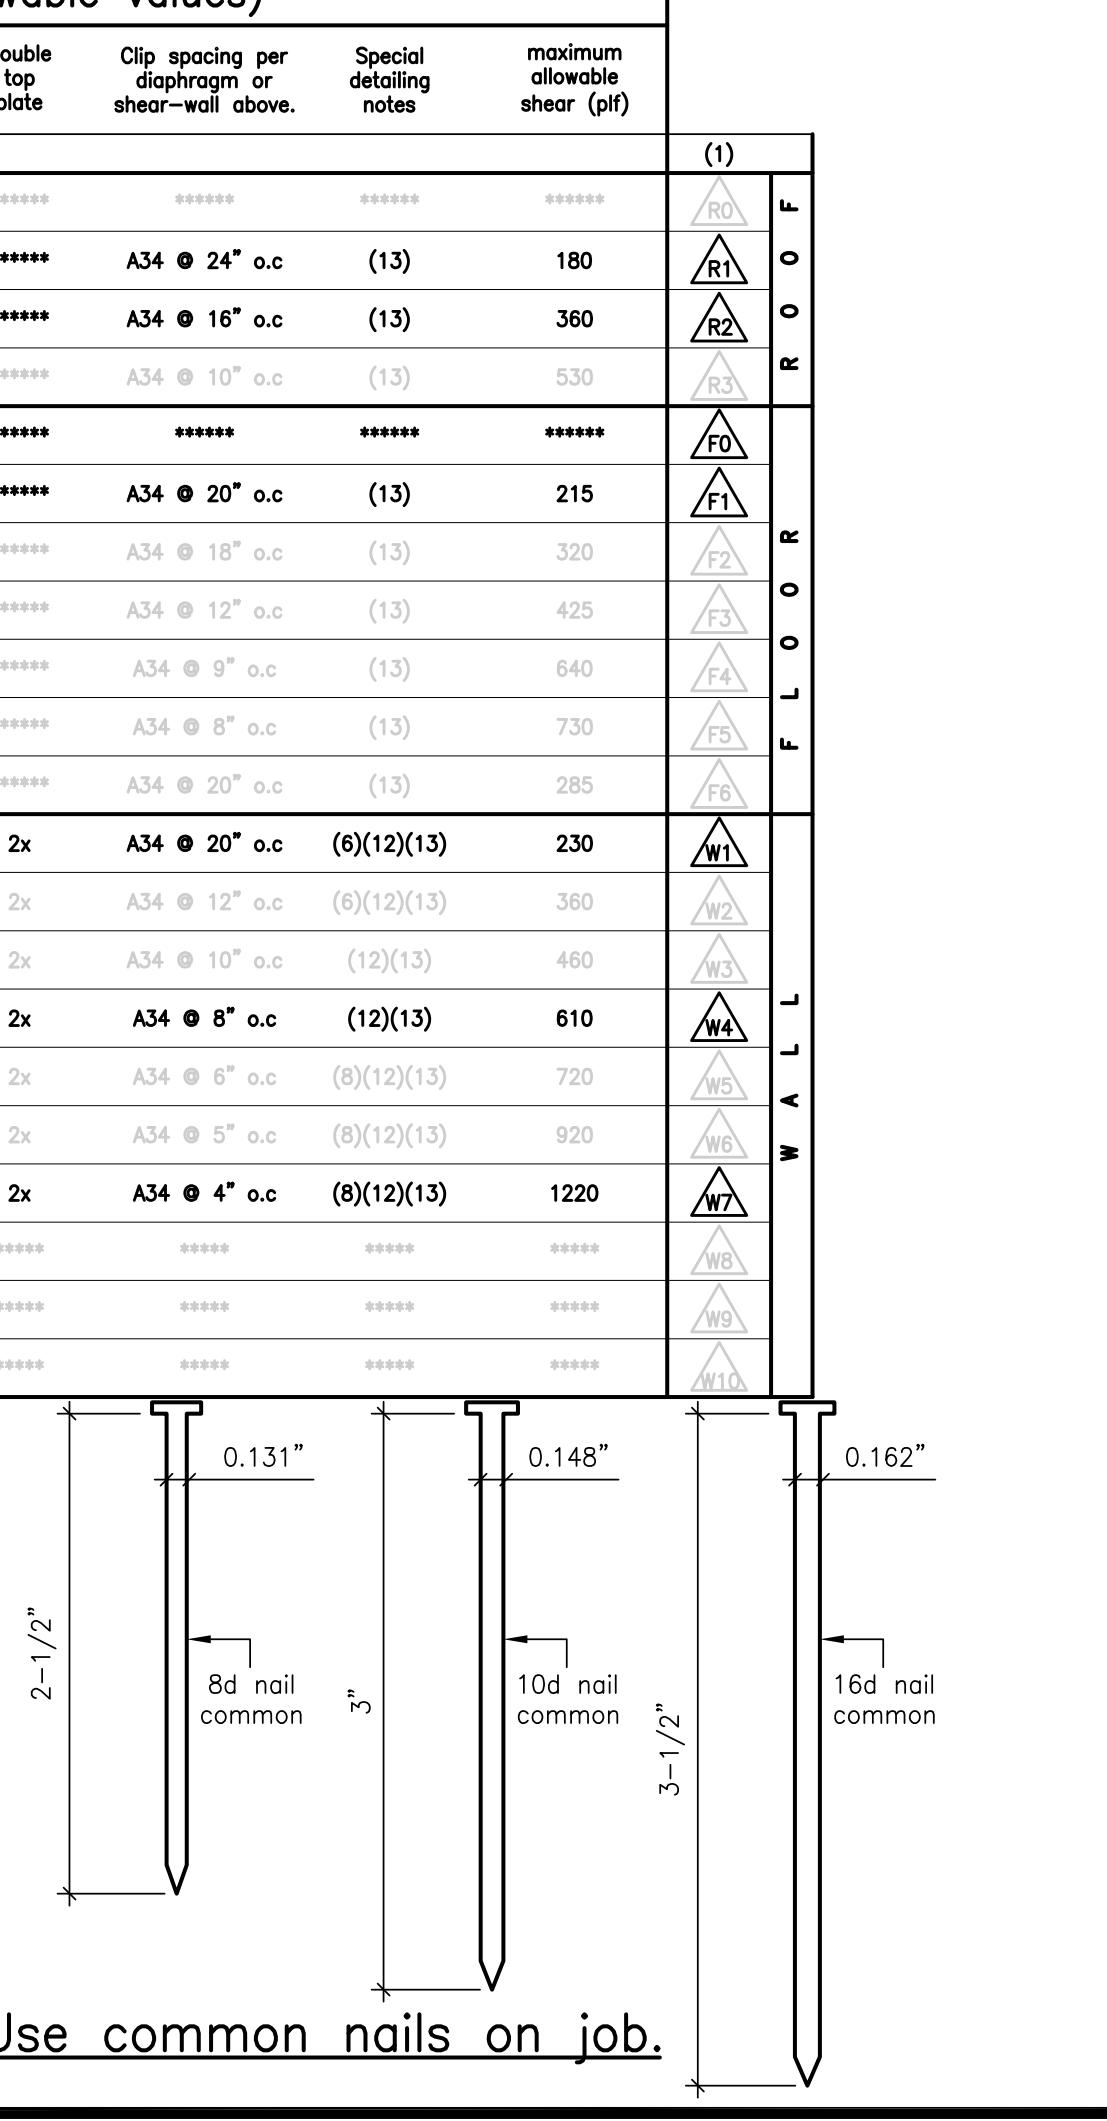 wable values)
ouble top plate
Clip spacing per diaphragm or shear-wall above.
Special detailing notes
maximum allowable shear (plf)
(1)
***** ****** ****** ****** R0
***** A34 @ 24" o.c (13) 180 R1
***** A34 @ 16" o.c (13) 360 R2
***** A34 @ 10" o.c (13) 530 R3
ROOF
***** ****** ****** ****** F0
***** A34 @ 20" o.c (13) 215 F1
***** A34 @ 18" o.c (13) 320 F2
***** A34 @ 12" o.c (13) 425 F3
***** A34 @ 9" o.c (13) 640 F4
***** A34 @ 8" o.c (13) 730 F5
***** A34 @ 20" o.c (13) 285 F6
FLOOR
2x A34 @ 20" o.c (6)(12)(13) 230 W1
2x A34 @ 12" o.c (6)(12)(13) 360 W2
2x A34 @ 10" o.c (12)(13) 460 W3
2x A34 @ 8" o.c (12)(13) 610 W4
2x A34 @ 6" o.c (8)(12)(13) 720 W5
2x A34 @ 5" o.c (8)(12)(13) 920 W6
2x A34 @ 4" o.c (8)(12)(13) 1220 W7
***** ***** ***** ***** W8
***** ***** ***** ***** W9
***** ***** ***** ***** W10
WALL
0.131"
0.148"
0.162"
2-1/2"
8d nail
common
3"
10d nail
common
3-1/2"
16d nail
common
Use common nails on job.